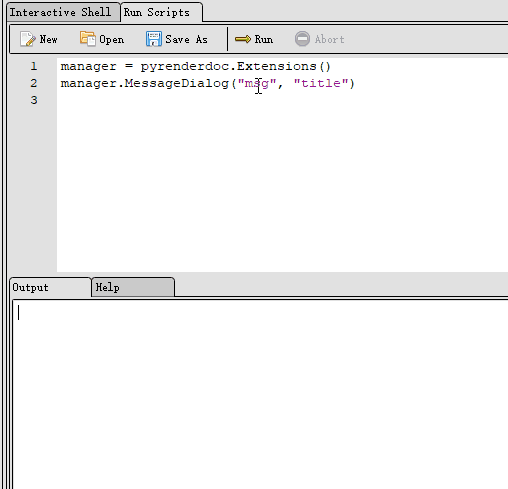 Interactive Shell Run Scripts
New Open Save As Run Abort
1 manager = pyrenderdoc.Extensions()
2 manager.MessageDialog("msg", "title")
3
Output Help